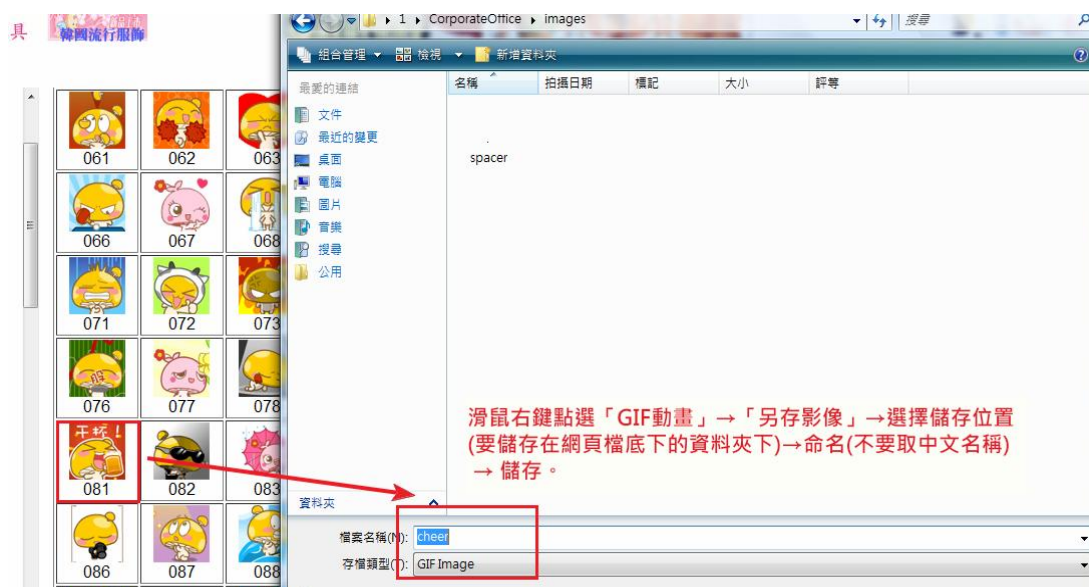 具
韓國流行服飾
1 CorporateOffice images
搜尋
組合管理 檢視 新增資料夾
最愛的連結
名稱 拍攝日期 標記 大小 評等
文件
最近的變更
桌面
電腦
圖片
音樂
搜尋
公用
spacer
061 062 063
066 067 068
071 072 073
076 077 078
干杯!
081 082 083
086 087 088
滑鼠右鍵點選「GIF動畫」→「另存影像」→選擇儲存位置
(要儲存在網頁檔底下的資料夾下)→命名(不要取中文名稱)
→ 儲存。
資料夾
檔案名稱(N): cheer
存檔類型(T): GIF Image